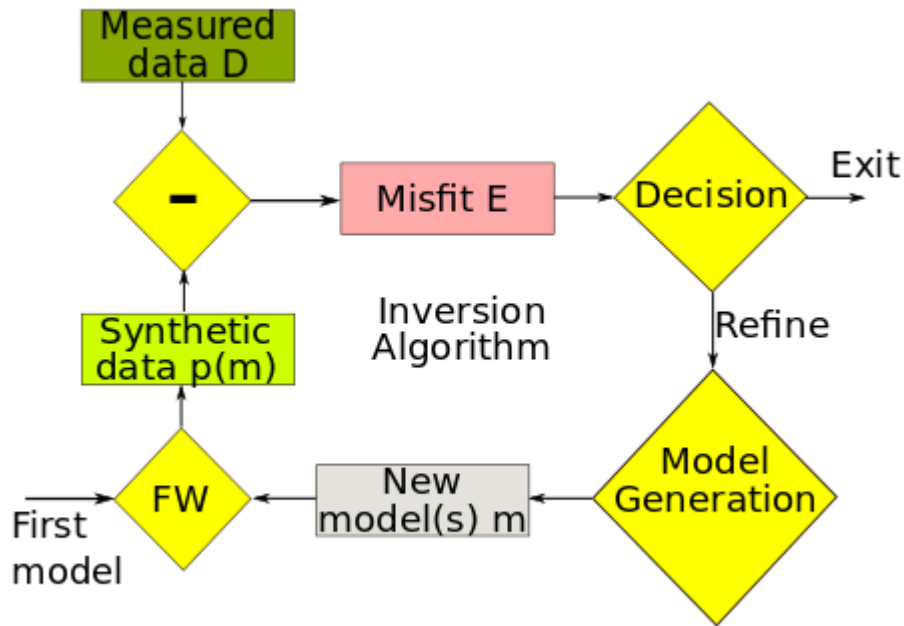 Measured
data D
-
Misfit E
Decision
Exit
Inversion
Algorithm
Refine
Synthetic
data p(m)
Model
Generation
New
model(s) m
FW
First
model